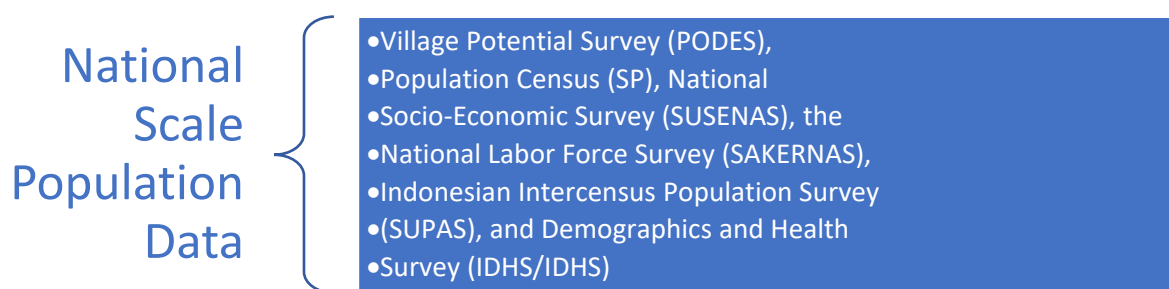 National
Scale
Population
Data
•Village Potential Survey (PODES),
•Population Census (SP), National
•Socio-Economic Survey (SUSENAS), the
•National Labor Force Survey (SAKERNAS),
•Indonesian Intercensus Population Survey
•(SUPAS), and Demographics and Health
•Survey (IDHS/IDHS)